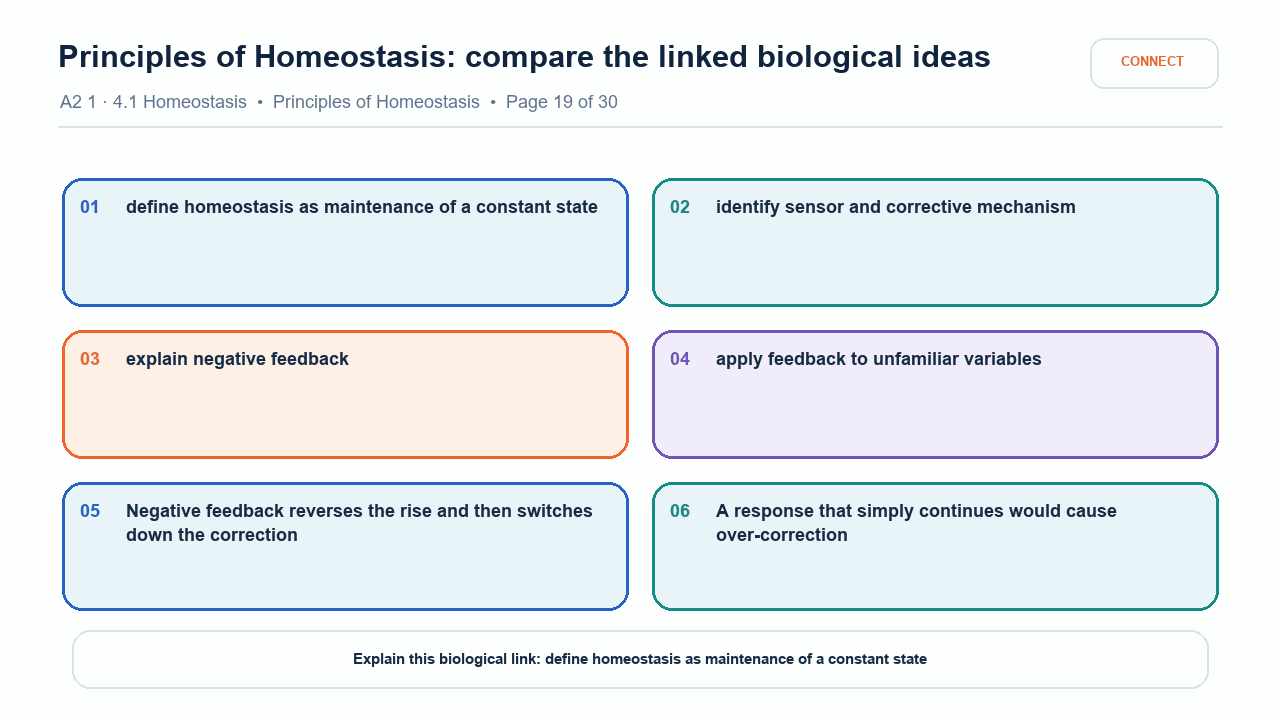 Principles of Homeostasis: compare the linked biological ideas
CONNECT
A2 1 · 4.1 Homeostasis • Principles of Homeostasis • Page 19 of 30
01 define homeostasis as maintenance of a constant state
02 identify sensor and corrective mechanism
03 explain negative feedback
04 apply feedback to unfamiliar variables
05 Negative feedback reverses the rise and then switches
down the correction
06 A response that simply continues would cause
over-correction
Explain this biological link: define homeostasis as maintenance of a constant state